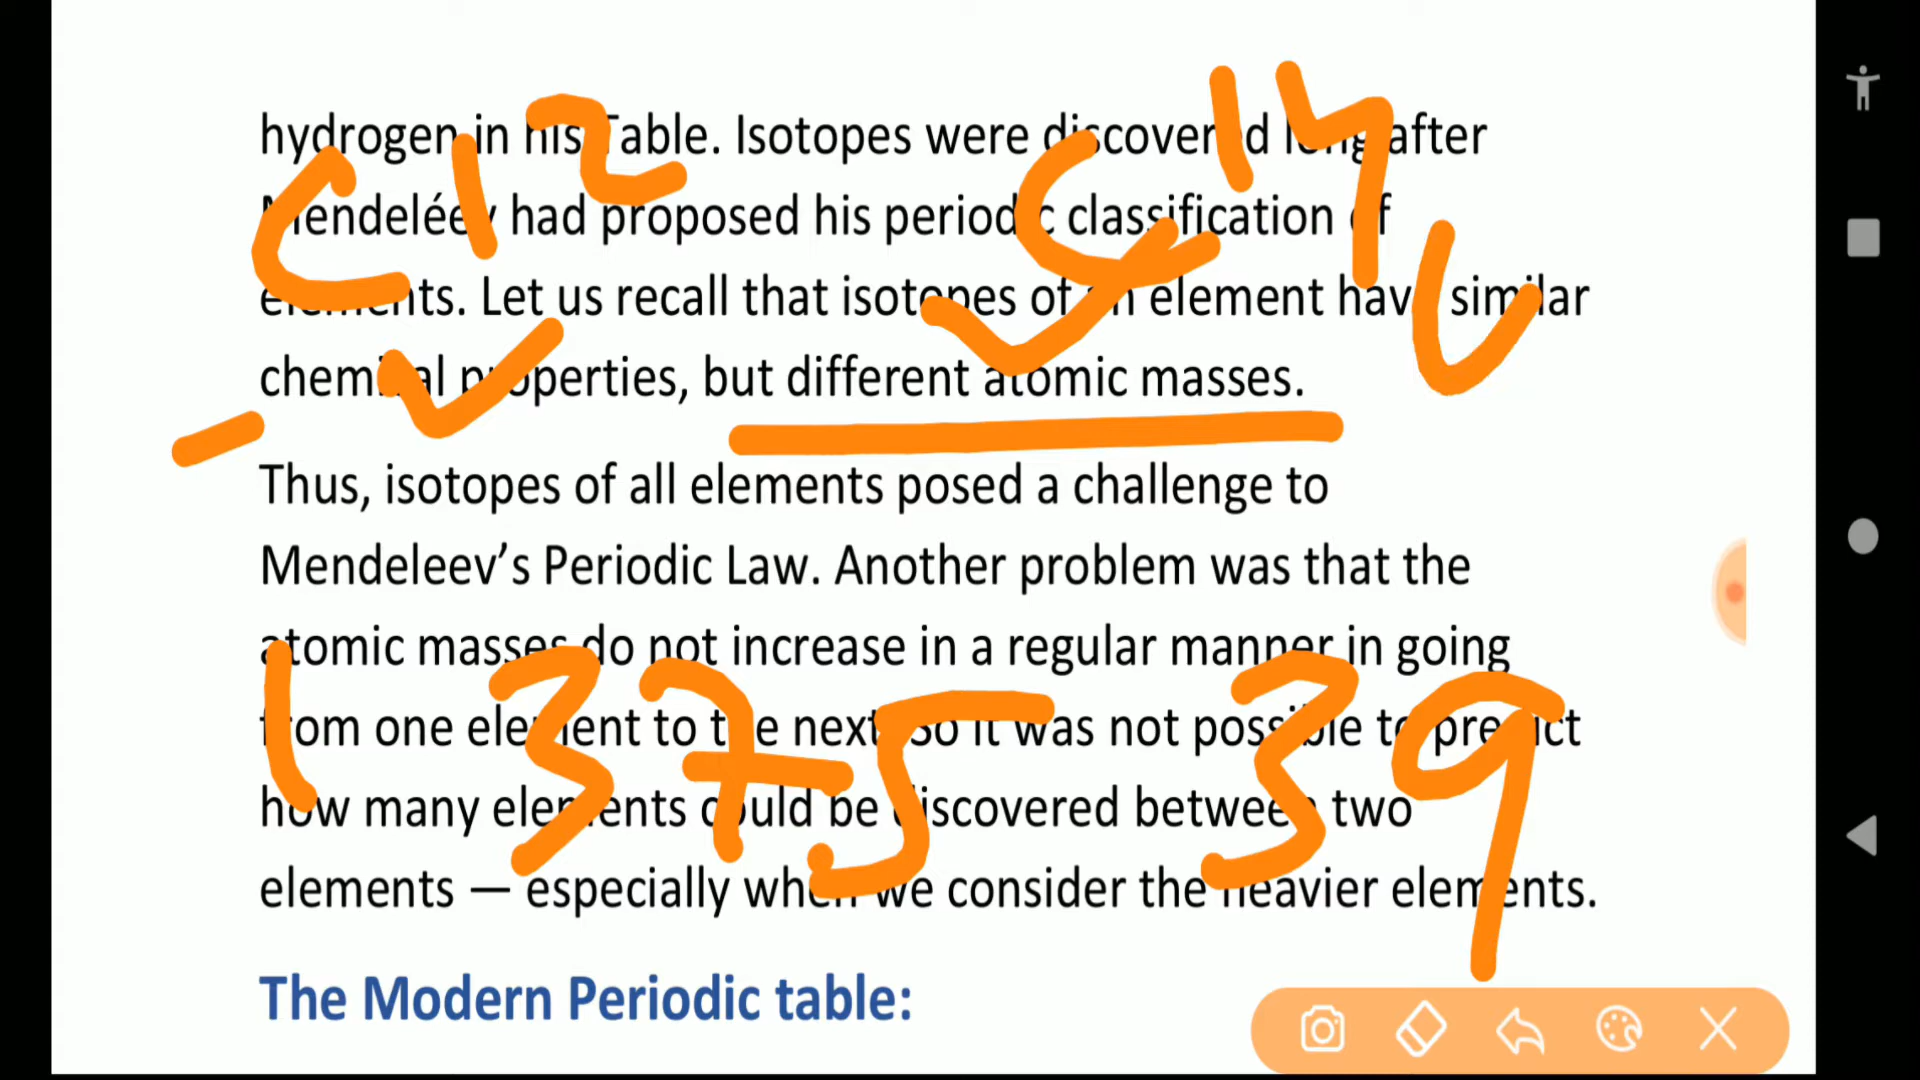 hydrogen in his Table. Isotopes were discovered long after
Mendeléev had proposed his periodic classification of
elements. Let us recall that isotopes of an element have similar
chemical properties, but different atomic masses.
Thus, isotopes of all elements posed a challenge to
Mendeleev’s Periodic Law. Another problem was that the
atomic masses do not increase in a regular manner in going
from one element to the next. So it was not possible to predict
how many elements could be discovered between two
elements — especially when we consider the heavier elements.
The Modern Periodic table:
C 12
C 14
1 37 5 39